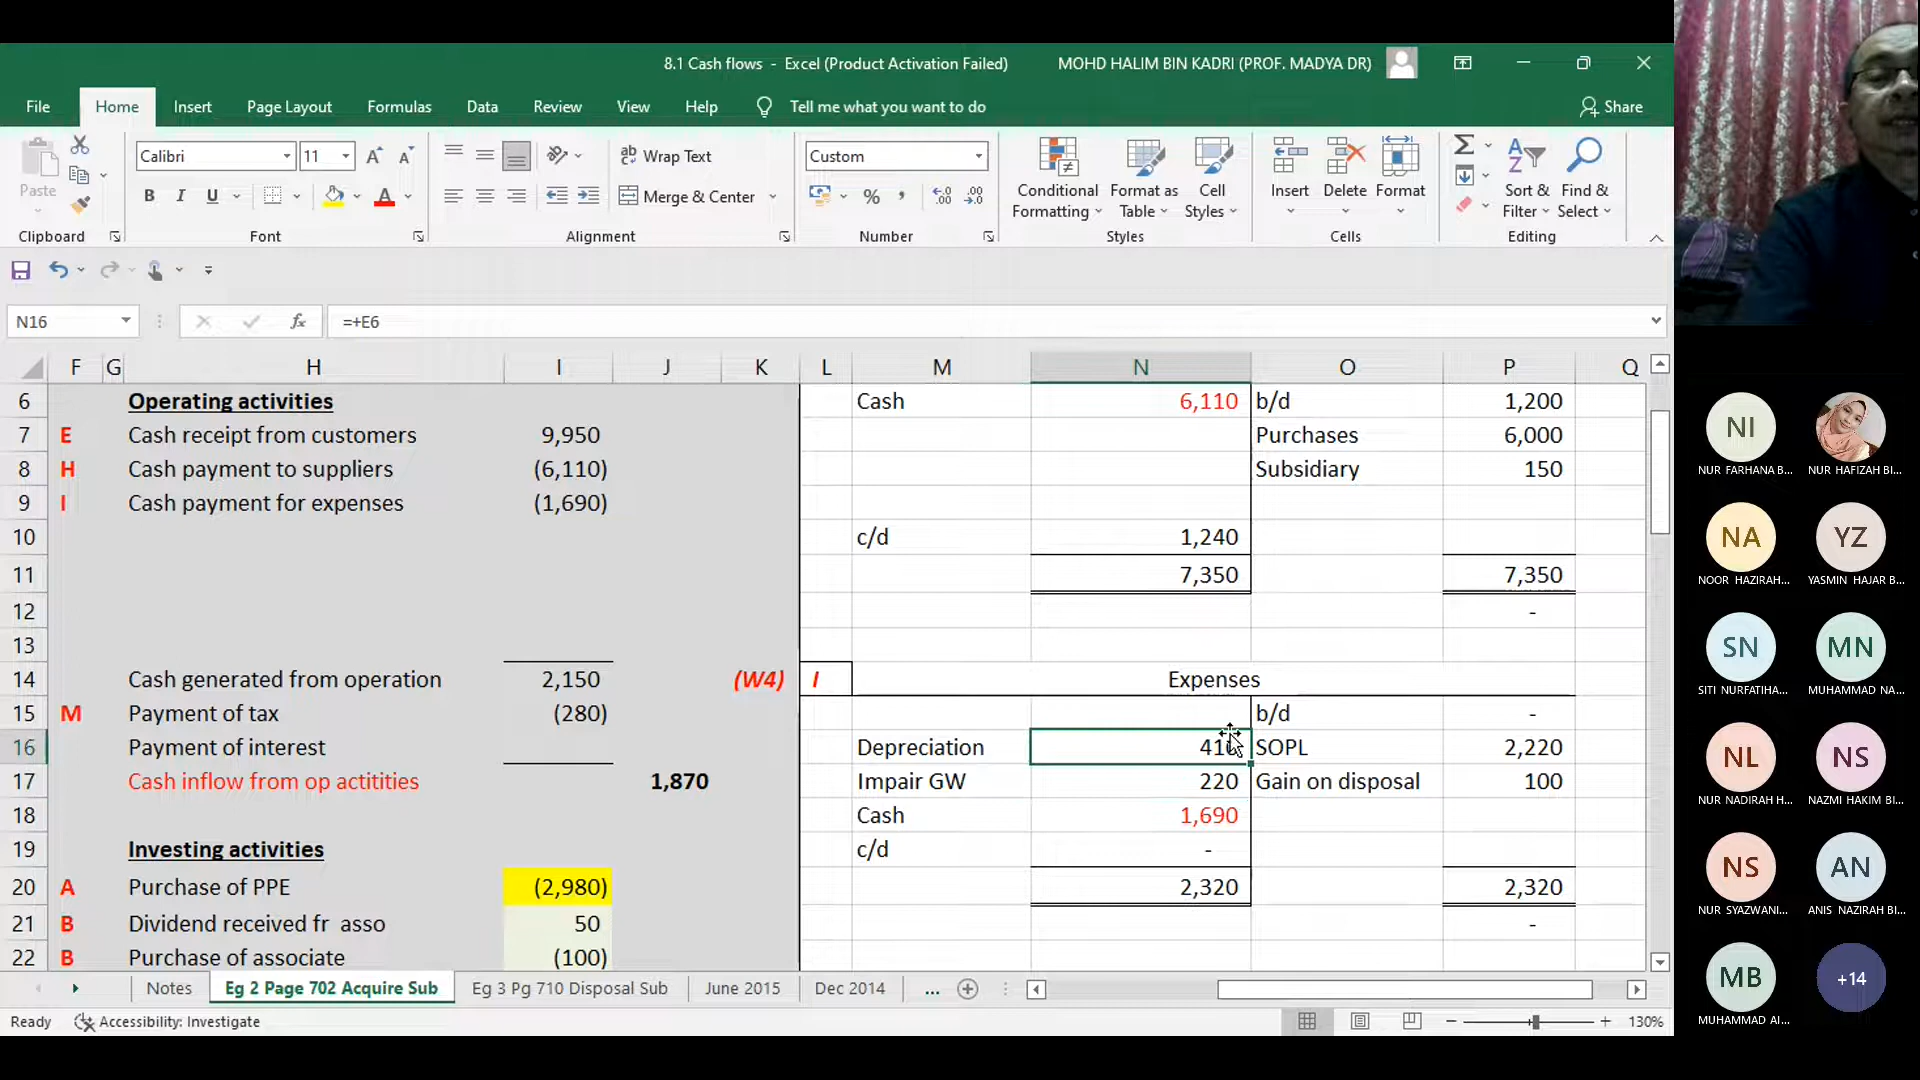 8.1 Cash flows - Excel (Product Activation Failed)
MOHD HALIM BIN KADRI (PROF. MADYA DR)
File Home Insert Page Layout Formulas Data Review View Help Tell me what you want to do Share
Paste
Calibri 11
Wrap Text
Custom
B I U
Merge & Center
Conditional Formatting
Format as Table
Cell Styles
Insert Delete Format
Sort & Filter
Find & Select
Clipboard Font Alignment Number Styles Cells Editing
N16 fx =+E6
F G H I J K L M N O P Q
6 Operating activities Cash 6,110 b/d 1,200
7 E Cash receipt from customers 9,950 Purchases 6,000
8 H Cash payment to suppliers (6,110) Subsidiary 150
9 I Cash payment for expenses (1,690)
10 c/d 1,240
11 7,350 7,350
12 -
13
14 Cash generated from operation 2,150 (W4) I Expenses
15 M Payment of tax (280) b/d -
16 Payment of interest Depreciation 410 SOPL 2,220
17 Cash inflow from op actitities 1,870 Impair GW 220 Gain on disposal 100
18 Cash 1,690
19 Investing activities c/d -
20 A Purchase of PPE (2,980) 2,320 2,320
21 B Dividend received fr asso 50 -
22 B Purchase of associate (100)
Notes Eg 2 Page 702 Acquire Sub Eg 3 Pg 710 Disposal Sub June 2015 Dec 2014 ...
Ready Accessibility: Investigate 130%
NI
NUR FARHANA B... NUR HAFIZAH BI...
NA YZ
NOOR HAZIRAH... YASMIN HAJAR B...
SN MN
SITI NURFATIHA... MUHAMMAD NA...
NL NS
NUR NADIRAH H... NAZMI HAKIM BI...
NS AN
NUR SYAZWANI... ANIS NAZIRAH BI...
MB +14
MUHAMMAD AI...